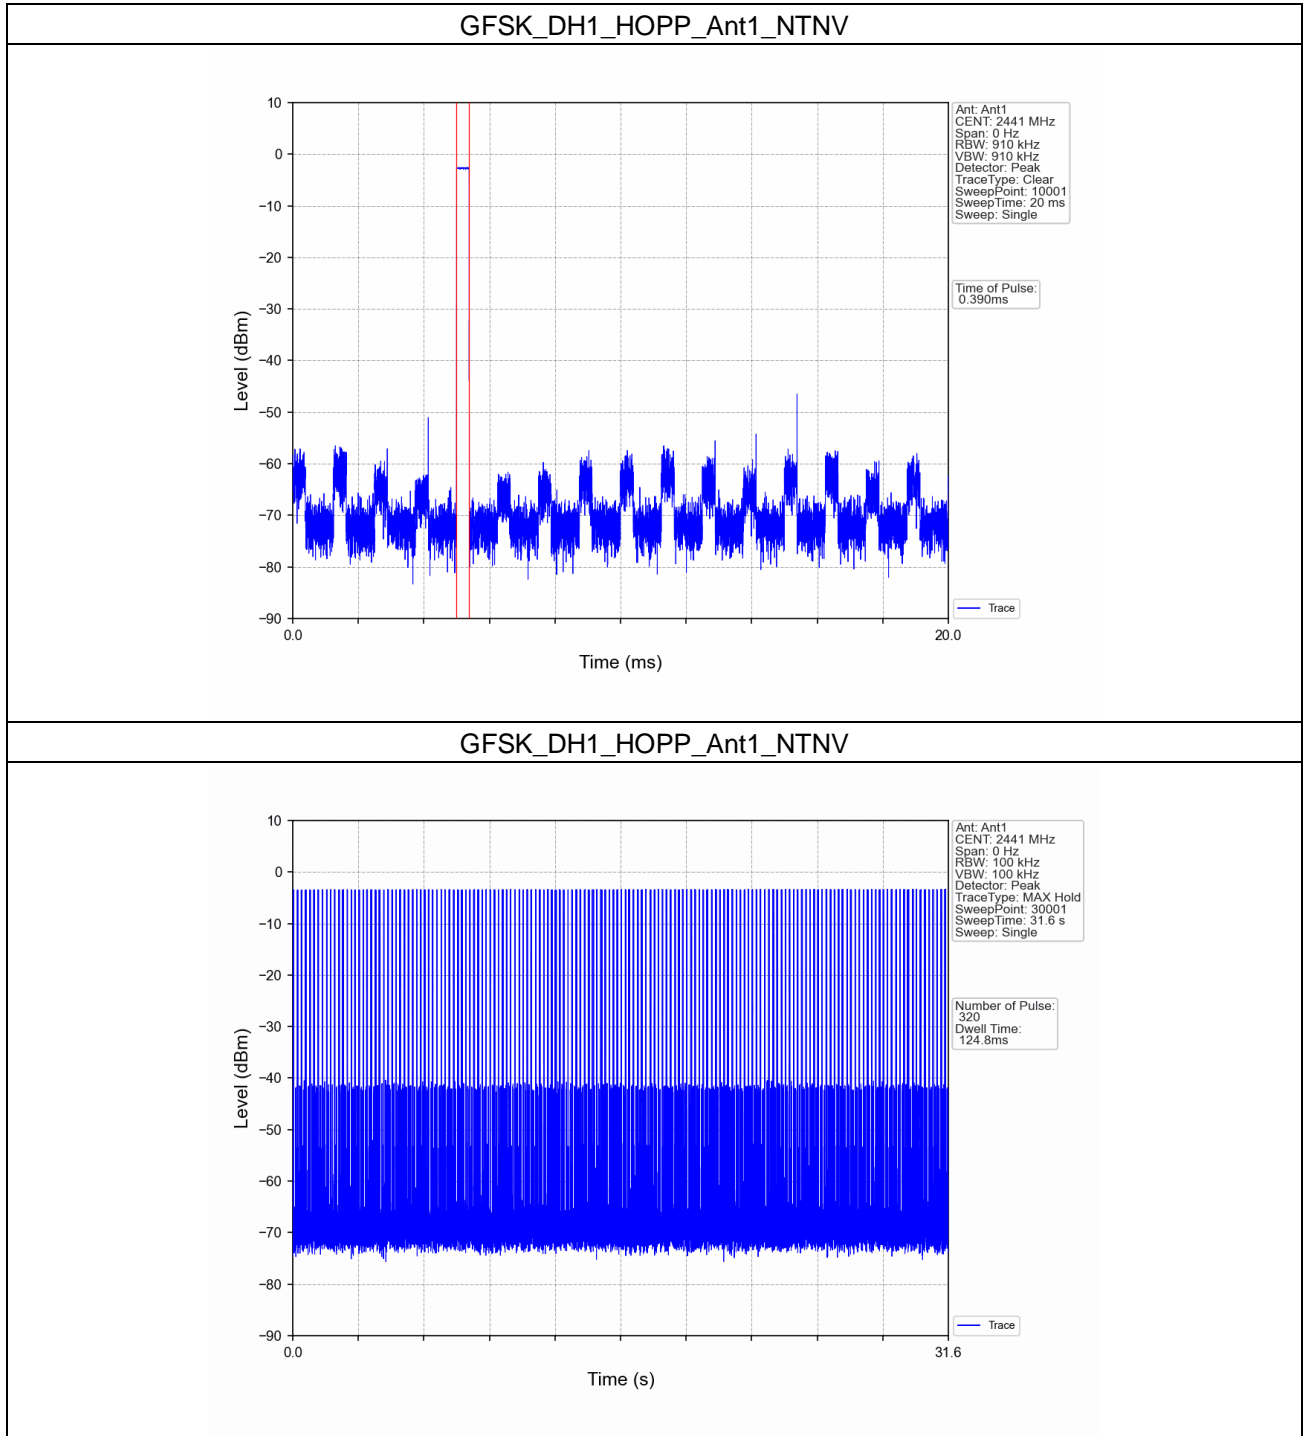 GFSK_DH1_HOPP_Ant1_NTNV
10
0
−10
−20
−30
−40
−50
−60
−70
−80
−90
Level (dBm)
0.0
20.0
Time (ms)
Ant: Ant1
CENT: 2441 MHz
Span: 0 Hz
RBW: 910 kHz
VBW: 910 kHz
Detector: Peak
TraceType: Clear
SweepPoint: 10001
SweepTime: 20 ms
Sweep: Single
Time of Pulse:
0.390ms
Trace
GFSK_DH1_HOPP_Ant1_NTNV
10
0
−10
−20
−30
−40
−50
−60
−70
−80
−90
Level (dBm)
0.0
31.6
Time (s)
Ant: Ant1
CENT: 2441 MHz
Span: 0 Hz
RBW: 100 kHz
VBW: 100 kHz
Detector: Peak
TraceType: MAX Hold
SweepPoint: 30001
SweepTime: 31.6 s
Sweep: Single
Number of Pulse:
320
Dwell Time:
124.8ms
Trace